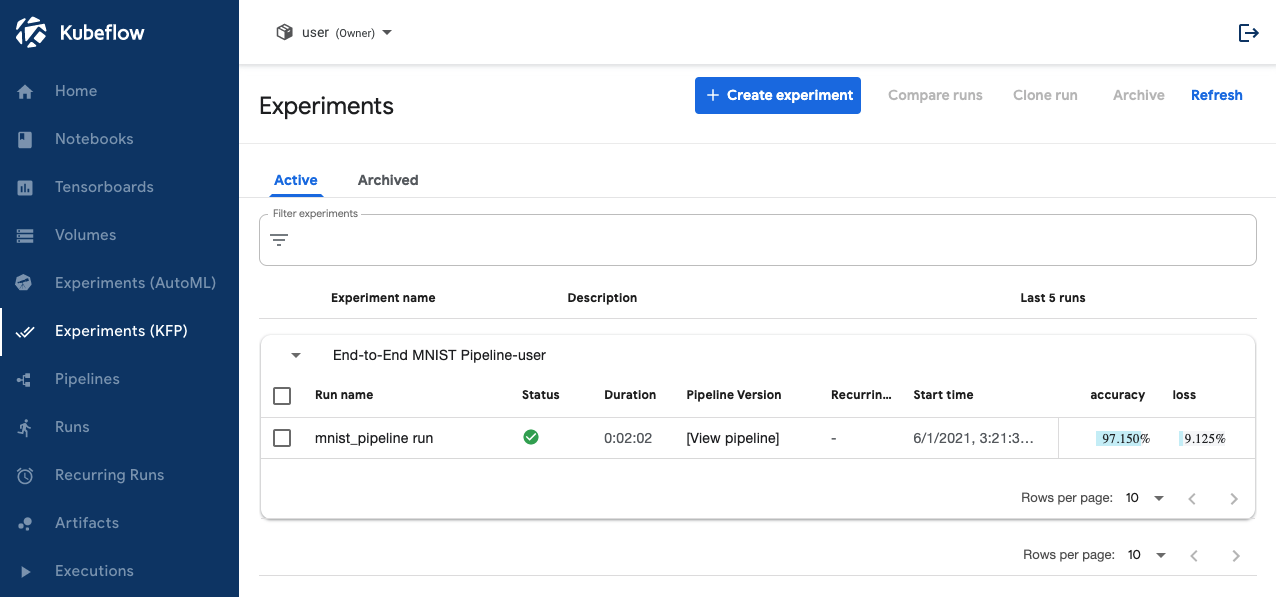 Kubeflow
user (Owner)
Home
Notebooks
Tensorboards
Volumes
Experiments (AutoML)
Experiments (KFP)
Pipelines
Runs
Recurring Runs
Artifacts
Executions
Experiments
+ Create experiment Compare runs Clone run Archive Refresh
Active Archived
Filter experiments
Experiment name Description Last 5 runs
End-to-End MNIST Pipeline-user
Run name Status Duration Pipeline Version Recurrin... Start time accuracy loss
mnist_pipeline run 0:02:02 [View pipeline] - 6/1/2021, 3:21:3... 97.150% 9.125%
Rows per page: 10
Rows per page: 10